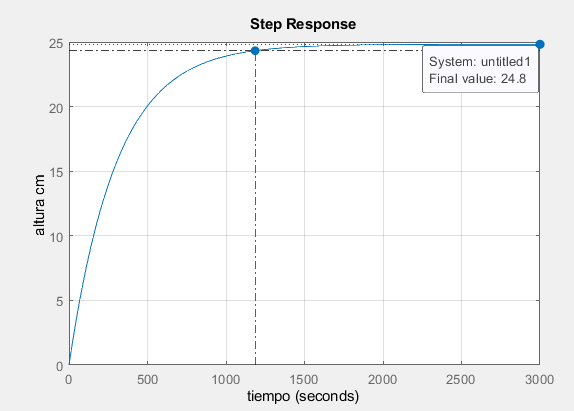 Step Response
25
20
15
10
5
0
altura cm
System: untitled1
Final value: 24.8
0 500 1000 1500 2000 2500 3000
tiempo (seconds)